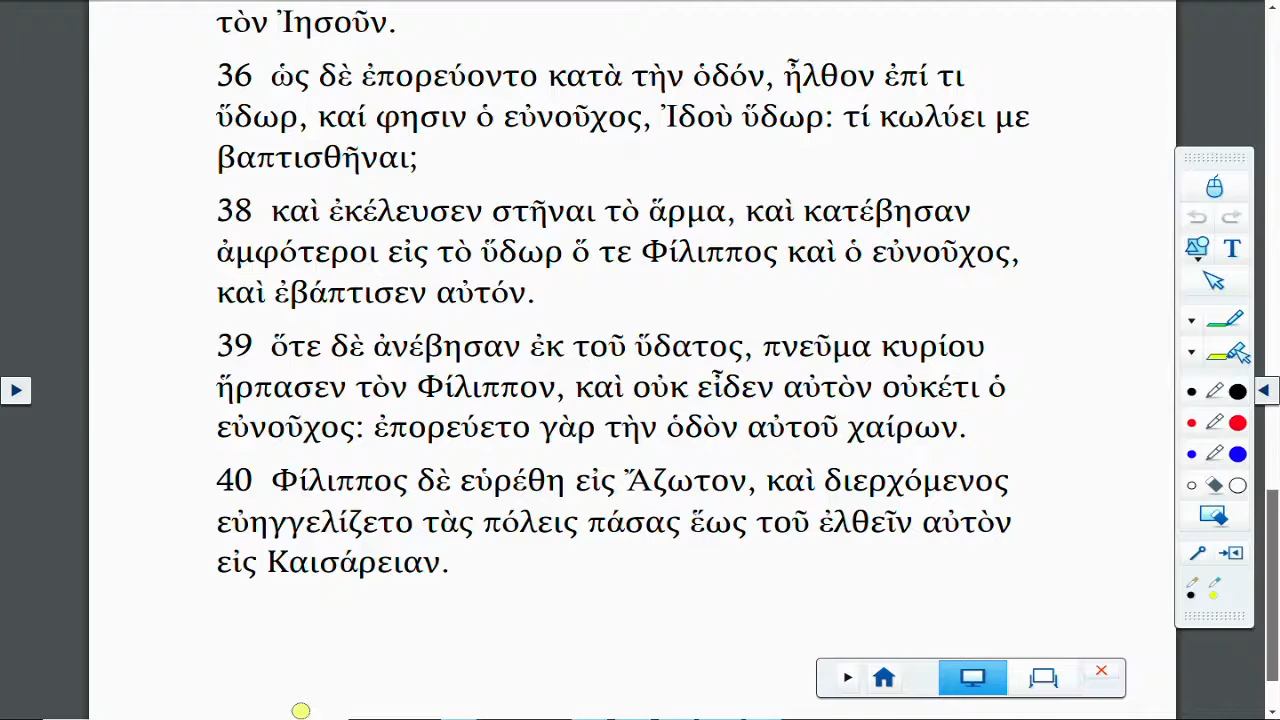 τὸν Ἰησοῦν.
36 ὡς δὲ ἐπορεύοντο κατὰ τὴν ὁδόν, ἦλθον ἐπί τι
ὕδωρ, καί φησιν ὁ εὐνοῦχος, Ἰδοὺ ὕδωρ: τί κωλύει με
βαπτισθῆναι;
38 καὶ ἐκέλευσεν στῆναι τὸ ἅρμα, καὶ κατέβησαν
ἀμφότεροι εἰς τὸ ὕδωρ ὅ τε Φίλιππος καὶ ὁ εὐνοῦχος,
καὶ ἐβάπτισεν αὐτόν.
39 ὅτε δὲ ἀνέβησαν ἐκ τοῦ ὕδατος, πνεῦμα κυρίου
ἥρπασεν τὸν Φίλιππον, καὶ οὐκ εἶδεν αὐτὸν οὐκέτι ὁ
εὐνοῦχος: ἐπορεύετο γὰρ τὴν ὁδὸν αὐτοῦ χαίρων.
40 Φίλιππος δὲ εὑρέθη εἰς Ἄζωτον, καὶ διερχόμενος
εὐηγγελίζετο τὰς πόλεις πάσας ἕως τοῦ ἐλθεῖν αὐτὸν
εἰς Καισάρειαν.
T